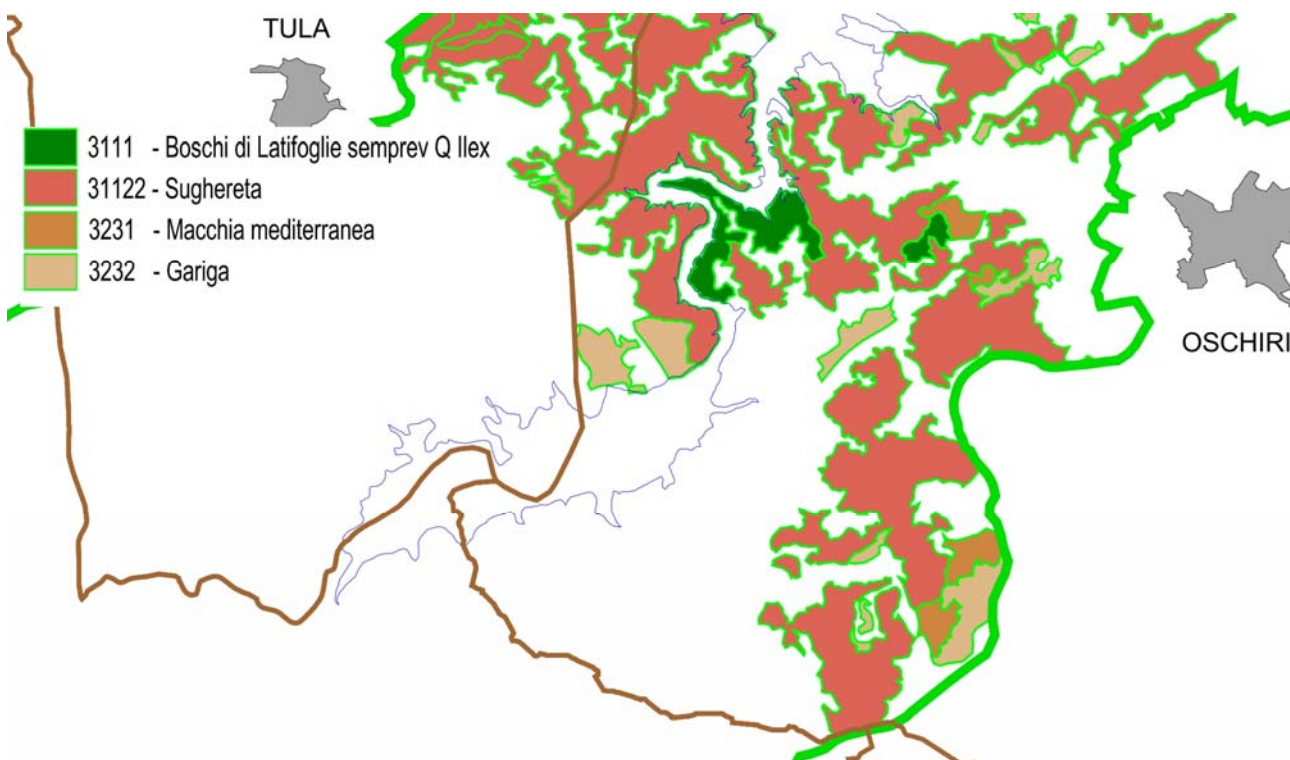 TULA
3111 - Boschi di Latifoglie semprev Q Ilex
31122 - Sughereta
3231 - Macchia mediterranea
3232 - Gariga
OSCHIRI